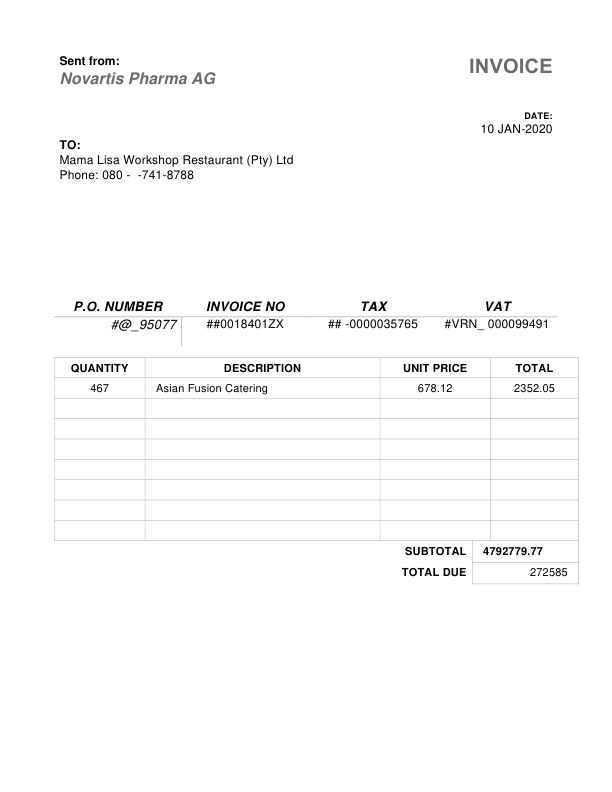 Sent from:
Novartis Pharma AG
INVOICE
DATE:
10 JAN-2020
TO:
Mama Lisa Workshop Restaurant (Pty) Ltd
Phone: 080 -  -741-8788
P.O. NUMBER INVOICE NO TAX VAT
#@_95077 ##0018401ZX ## -0000035765 #VRN_ 000099491
QUANTITY DESCRIPTION UNIT PRICE TOTAL
467 Asian Fusion Catering 678.12 2352.05
SUBTOTAL 4792779.77
TOTAL DUE 272585